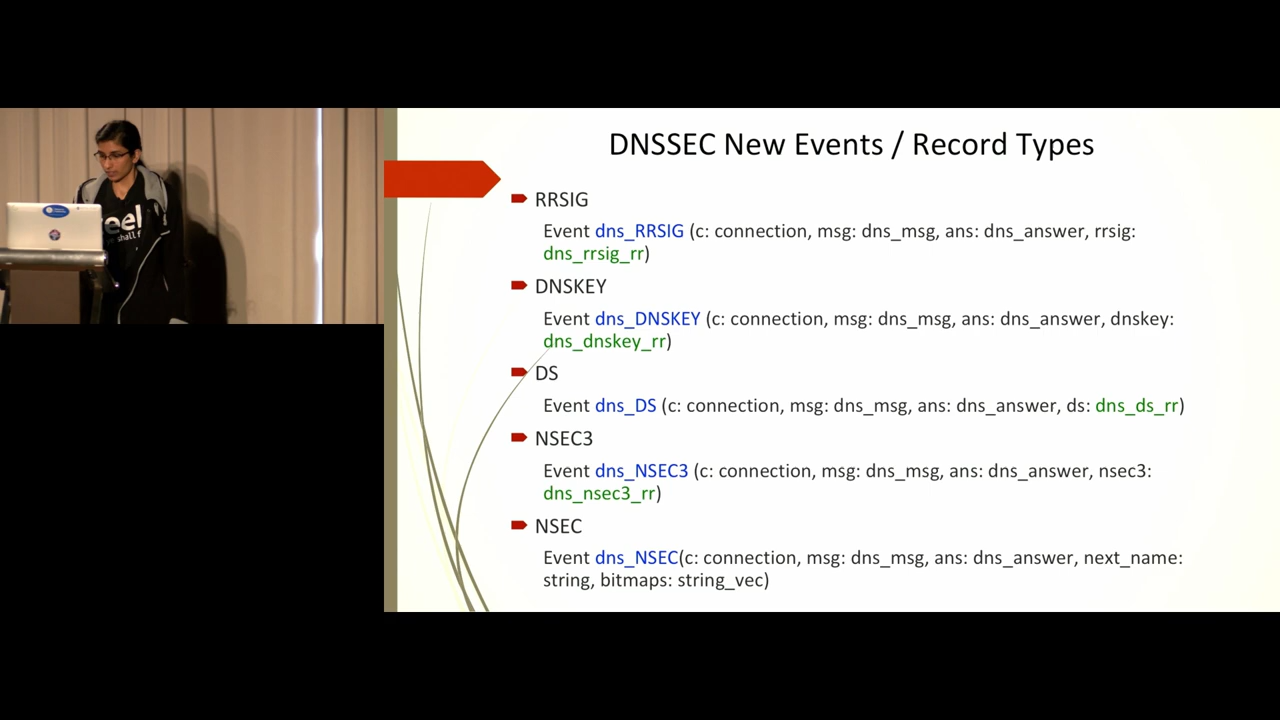 DNSSEC New Events / Record Types
RRSIG
Event dns_RRSIG (c: connection, msg: dns_msg, ans: dns_answer, rrsig:
dns_rrsig_rr)
DNSKEY
Event dns_DNSKEY (c: connection, msg: dns_msg, ans: dns_answer, dnskey:
dns_dnskey_rr)
DS
Event dns_DS (c: connection, msg: dns_msg, ans: dns_answer, ds: dns_ds_rr)
NSEC3
Event dns_NSEC3 (c: connection, msg: dns_msg, ans: dns_answer, nsec3:
dns_nsec3_rr)
NSEC
Event dns_NSEC(c: connection, msg: dns_msg, ans: dns_answer, next_name:
string, bitmaps: string_vec)